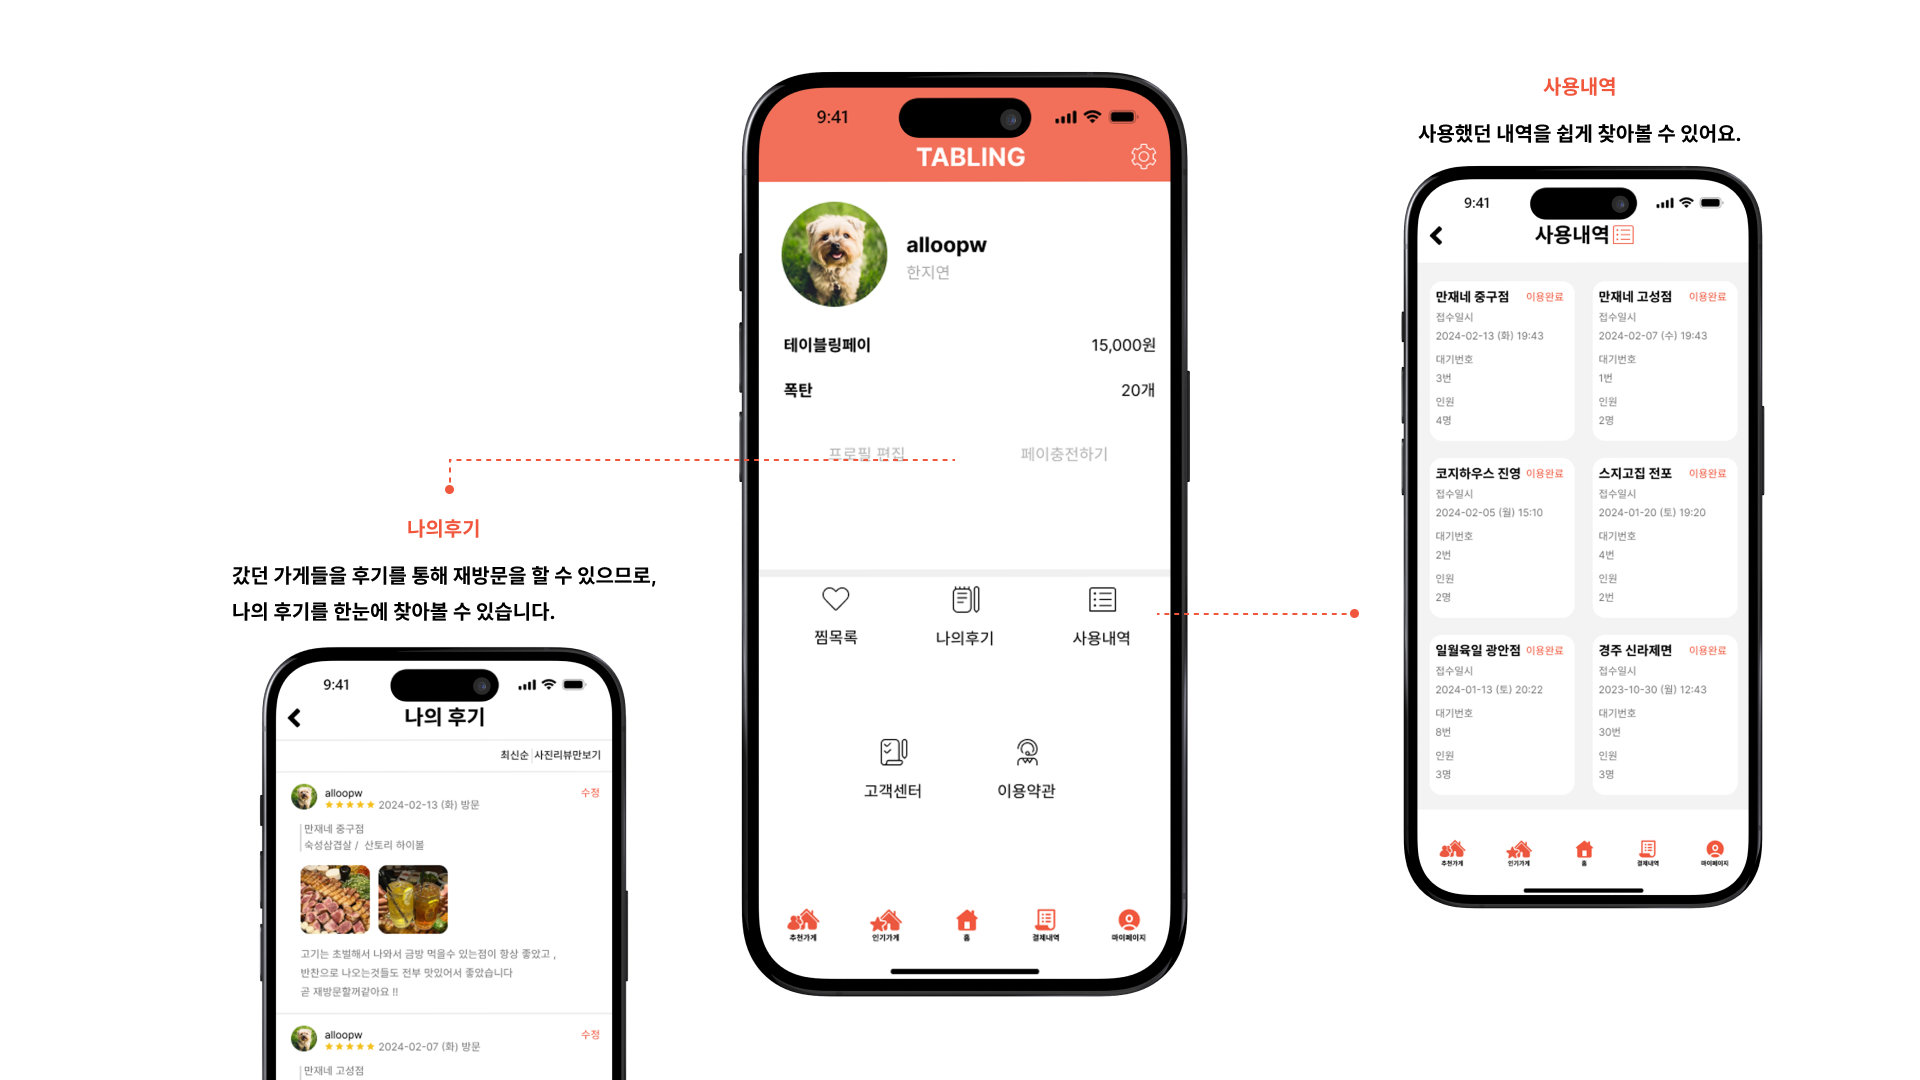 나의후기
갔던 가게들을 후기를 통해 재방문을 할 수 있으므로,
나의 후기를 한눈에 찾아볼 수 있습니다.
9:41
나의 후기
최신순 사진리뷰만보기
alloopw 수정
★★★★★ 2024-02-13 (화) 방문
만재네 중구점
숙성삼겹살 / 산토리 하이볼
고기는 초벌해서 나와서 금방 먹을수 있는점이 항상 좋았고 ,
반찬으로 나오는것들도 전부 맛있어서 좋았습니다
곧 재방문할꺼같아요 !!
alloopw 수정
★★★★★ 2024-02-07 (화) 방문
만재네 고성점
9:41
TABLING
alloopw
한지연
테이블링페이 15,000원
폭탄 20개
프로필 편집 페이충전하기
찜목록 나의후기 사용내역
고객센터 이용약관
추천가게 인기가게 홈 결제내역 마이페이지
사용내역
사용했던 내역을 쉽게 찾아볼 수 있어요.
9:41
사용내역
만재네 중구점 이용완료
접수일시
2024-02-13 (화) 19:43
대기번호
3번
인원
4명
만재네 고성점 이용완료
접수일시
2024-02-07 (수) 19:43
대기번호
1번
인원
2명
코지하우스 진영 이용완료
접수일시
2024-02-05 (월) 15:10
대기번호
2번
인원
2명
스지고집 전포 이용완료
접수일시
2024-01-20 (토) 19:20
대기번호
4번
인원
2번
일월육일 광안점 이용완료
접수일시
2024-01-13 (토) 20:22
대기번호
8번
인원
3명
경주 신라제면 이용완료
접수일시
2023-10-30 (월) 12:43
대기번호
30번
인원
3명
추천가게 인기가게 홈 결제내역 마이페이지